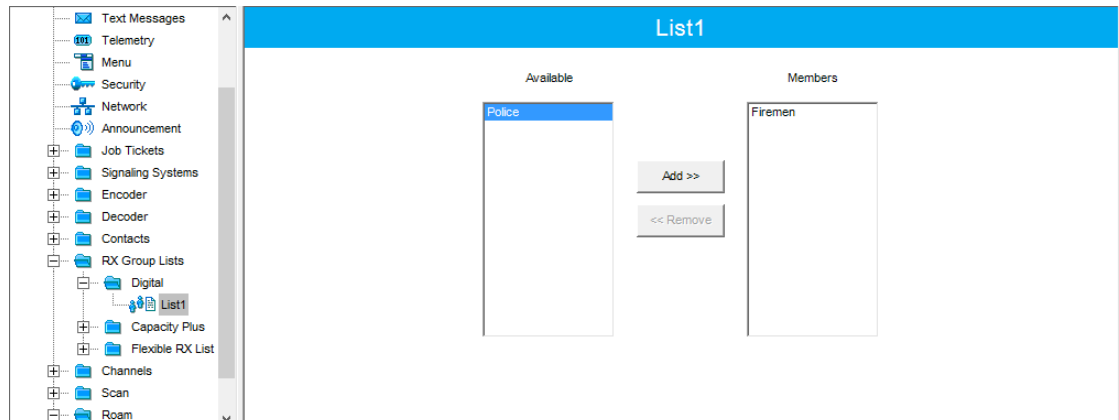 Text Messages
Telemetry
Menu
Security
Network
Announcement
Job Tickets
Signaling Systems
Encoder
Decoder
Contacts
RX Group Lists
Digital
List1
Capacity Plus
Flexible RX List
Channels
Scan
Roam
List1
Available
Members
Police
Firemen
Add >>
<< Remove